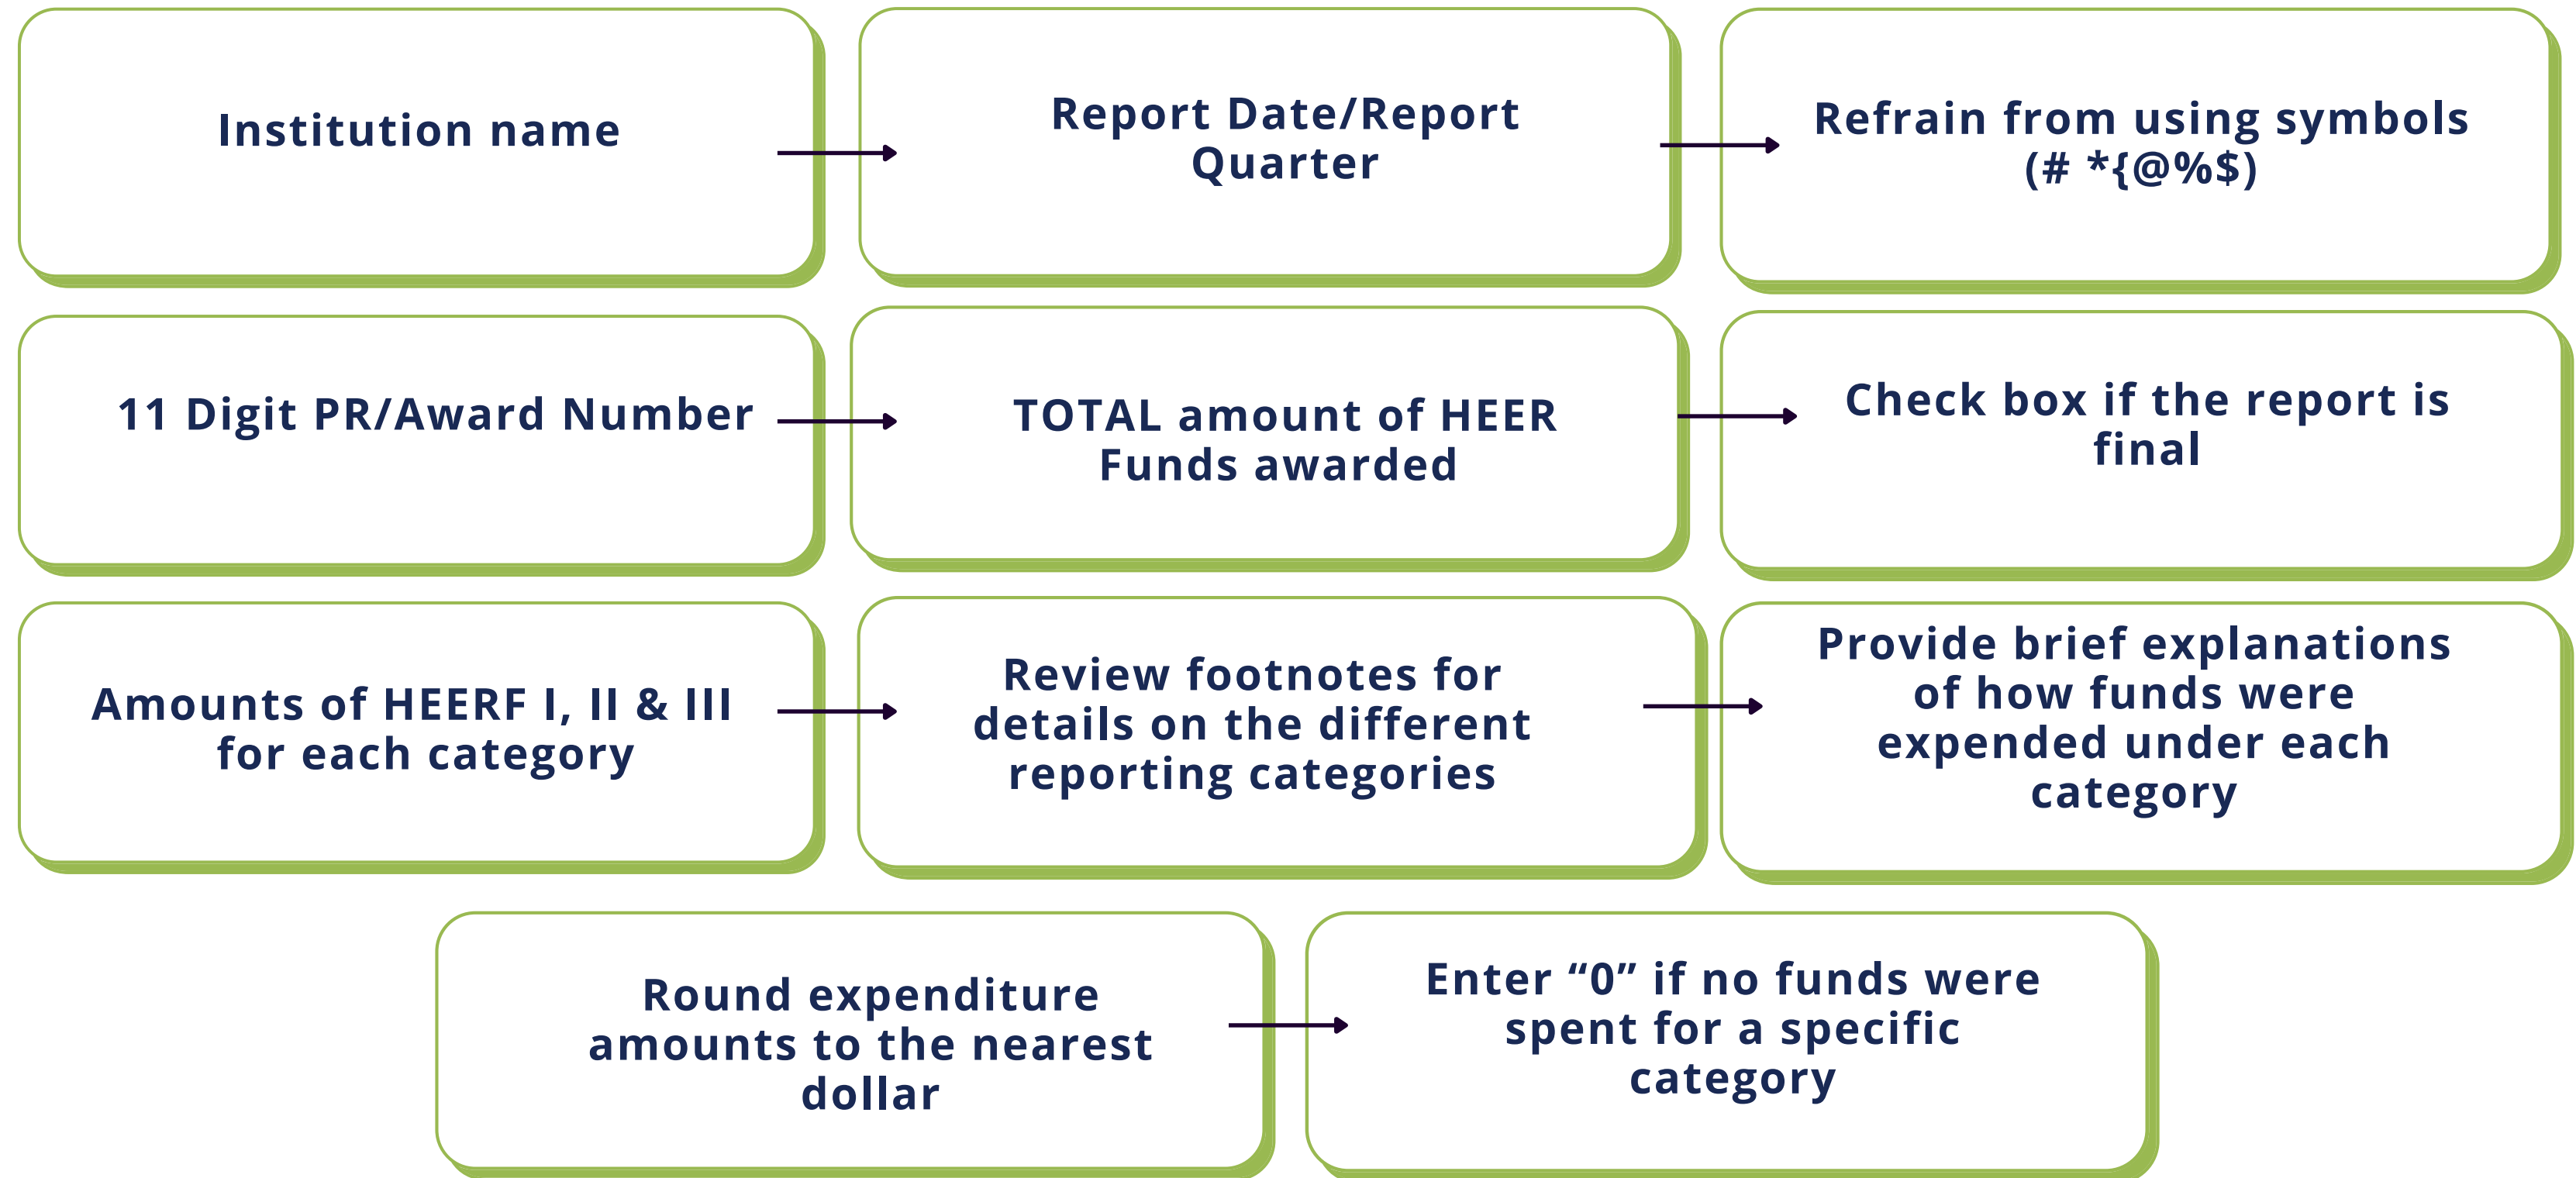 Institution name
Report Date/Report
Quarter
Refrain from using symbols
(# *{@%$)
11 Digit PR/Award Number
TOTAL amount of HEER
Funds awarded
Check box if the report is
final
Amounts of HEERF I, II & III
for each category
Review footnotes for
details on the different
reporting categories
Provide brief explanations
of how funds were
expended under each
category
Round expenditure
amounts to the nearest
dollar
Enter “0” if no funds were
spent for a specific
category